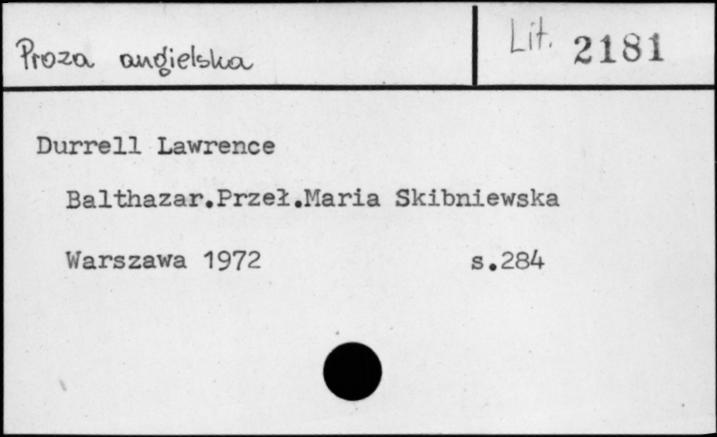 Proza angielska
Lit. 2181
Durrell Lawrence
Balthazar.Przeł.Maria Skibniewska
Warszawa 1972 s.284